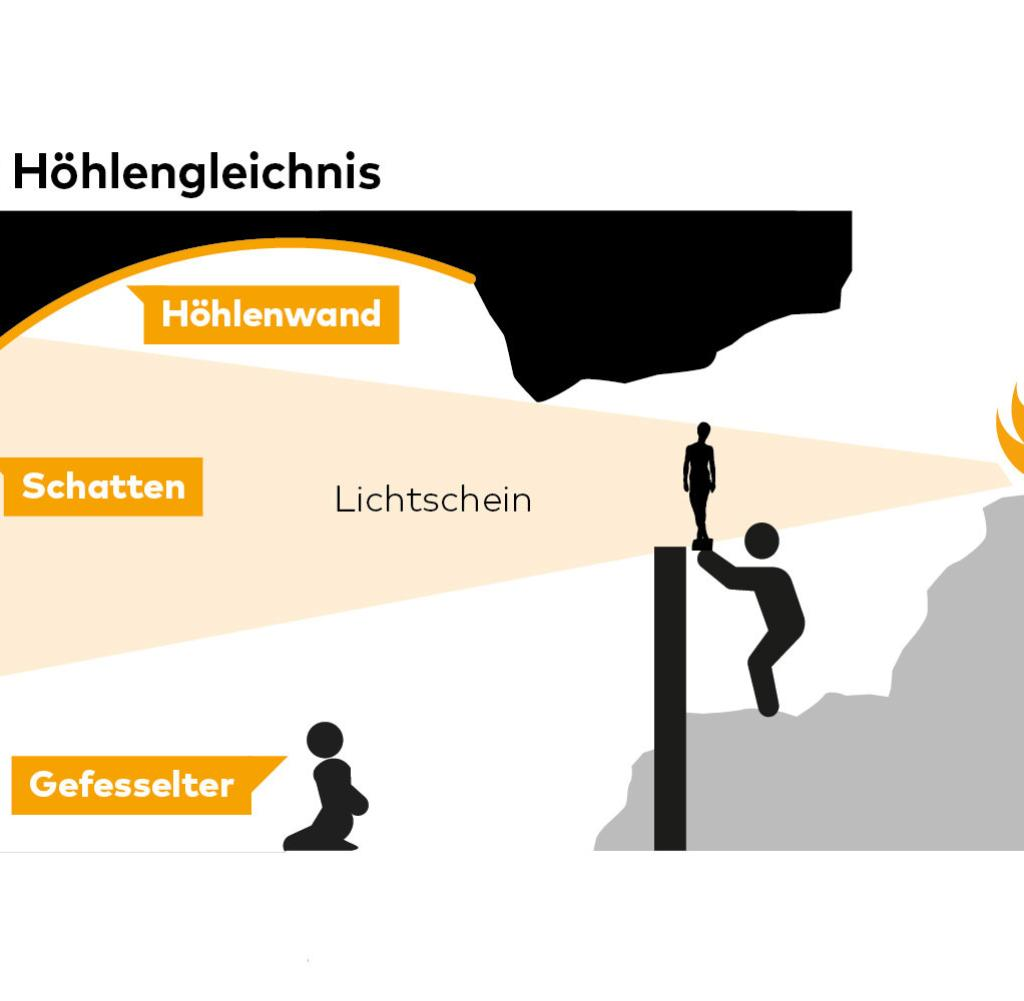 Höhlengleichnis
Höhlenwand
Schatten
Lichtschein
Gefesselter